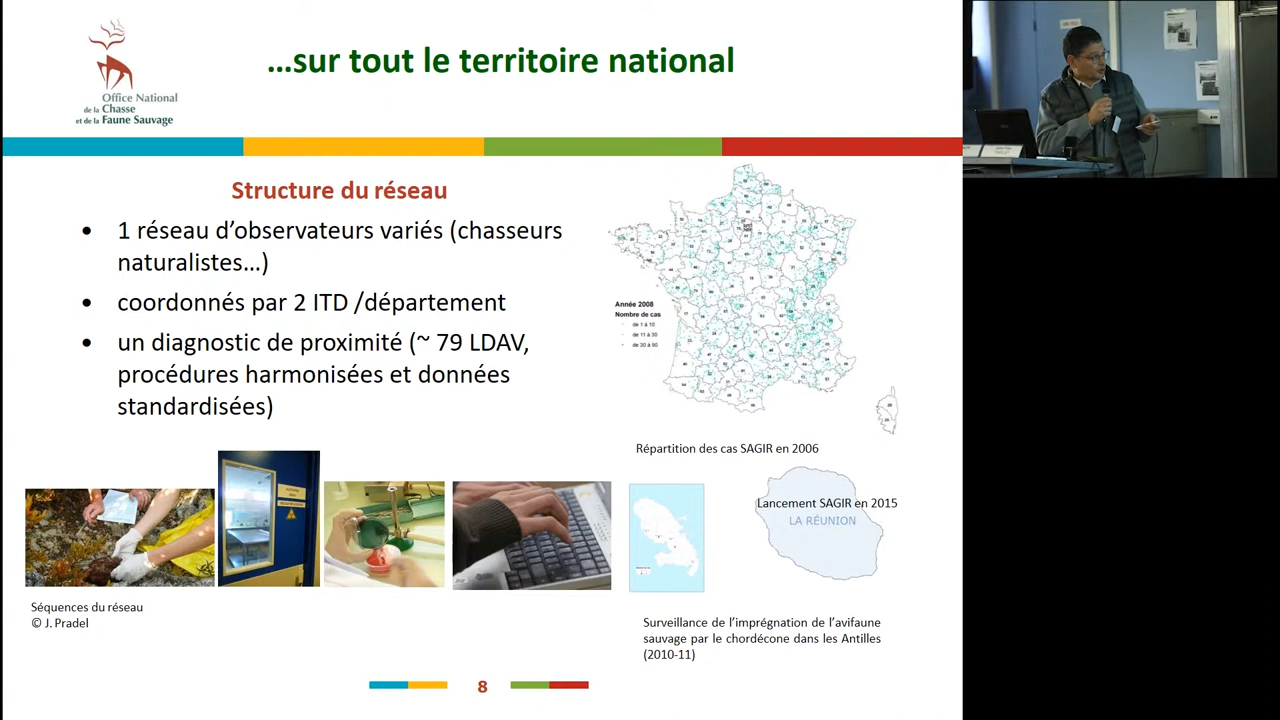 Office National
de la Chasse
et de la Faune Sauvage
...sur tout le territoire national
Structure du réseau
• 1 réseau d’observateurs variés (chasseurs
naturalistes...)
• coordonnés par 2 ITD /département
• un diagnostic de proximité (~ 79 LDAV,
procédures harmonisées et données
standardisées)
Année 2008
Nombre de cas
de 1 à 10
de 11 à 30
de 30 à 90
Répartition des cas SAGIR en 2006
Lancement SAGIR en 2015
LA RÉUNION
Séquences du réseau
© J. Pradel
Surveillance de l’imprégnation de l’avifaune
sauvage par le chordécone dans les Antilles
(2010-11)
8